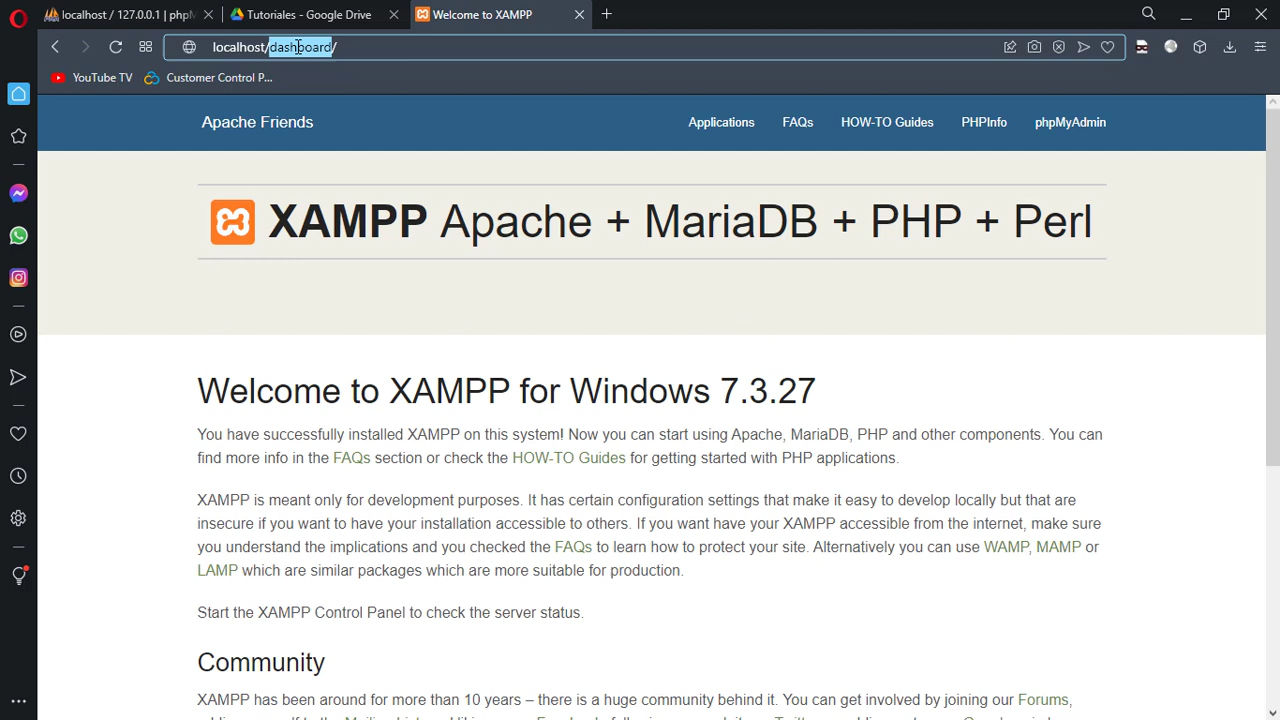 localhost / 127.0.0.1 | phpM
Tutoriales - Google Drive
Welcome to XAMPP
localhost/dashboard/
YouTube TV
Customer Control P...
Apache Friends
Applications
FAQs
HOW-TO Guides
PHPInfo
phpMyAdmin
XAMPP Apache + MariaDB + PHP + Perl
Welcome to XAMPP for Windows 7.3.27
You have successfully installed XAMPP on this system! Now you can start using Apache, MariaDB, PHP and other components. You can
find more info in the FAQs section or check the HOW-TO Guides for getting started with PHP applications.
XAMPP is meant only for development purposes. It has certain configuration settings that make it easy to develop locally but that are
insecure if you want to have your installation accessible to others. If you want have your XAMPP accessible from the internet, make sure
you understand the implications and you checked the FAQs to learn how to protect your site. Alternatively you can use WAMP, MAMP or
LAMP which are similar packages which are more suitable for production.
Start the XAMPP Control Panel to check the server status.
Community
XAMPP has been around for more than 10 years – there is a huge community behind it. You can get involved by joining our Forums,